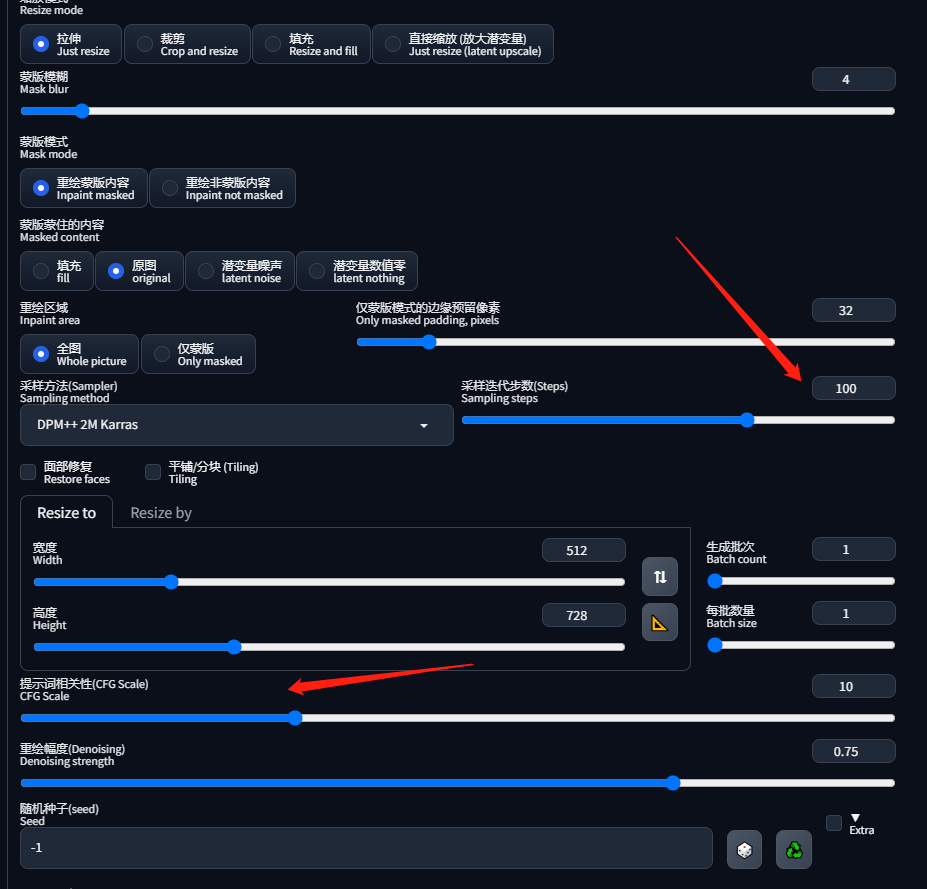 Resize mode
拉伸
Just resize
裁剪
Crop and resize
填充
Resize and fill
直接缩放 (放大潜变量)
Just resize (latent upscale)
蒙版模糊
Mask blur
4
蒙版模式
Mask mode
重绘蒙版内容
Inpaint masked
重绘非蒙版内容
Inpaint not masked
蒙版蒙住的内容
Masked content
填充
fill
原图
original
潜变量噪声
latent noise
潜变量数值零
latent nothing
重绘区域
Inpaint area
全图
Whole picture
仅蒙版
Only masked
仅蒙版模式的边缘预留像素
Only masked padding, pixels
32
采样方法(Sampler)
Sampling method
DPM++ 2M Karras
采样迭代步数(Steps)
Sampling steps
100
面部修复
Restore faces
平铺/分块 (Tiling)
Tiling
Resize to
Resize by
宽度
Width
512
高度
Height
728
生成批次
Batch count
1
每批数量
Batch size
1
提示词相关性(CFG Scale)
CFG Scale
10
重绘幅度(Denoising)
Denoising strength
0.75
随机种子(seed)
Seed
-1
▼
Extra